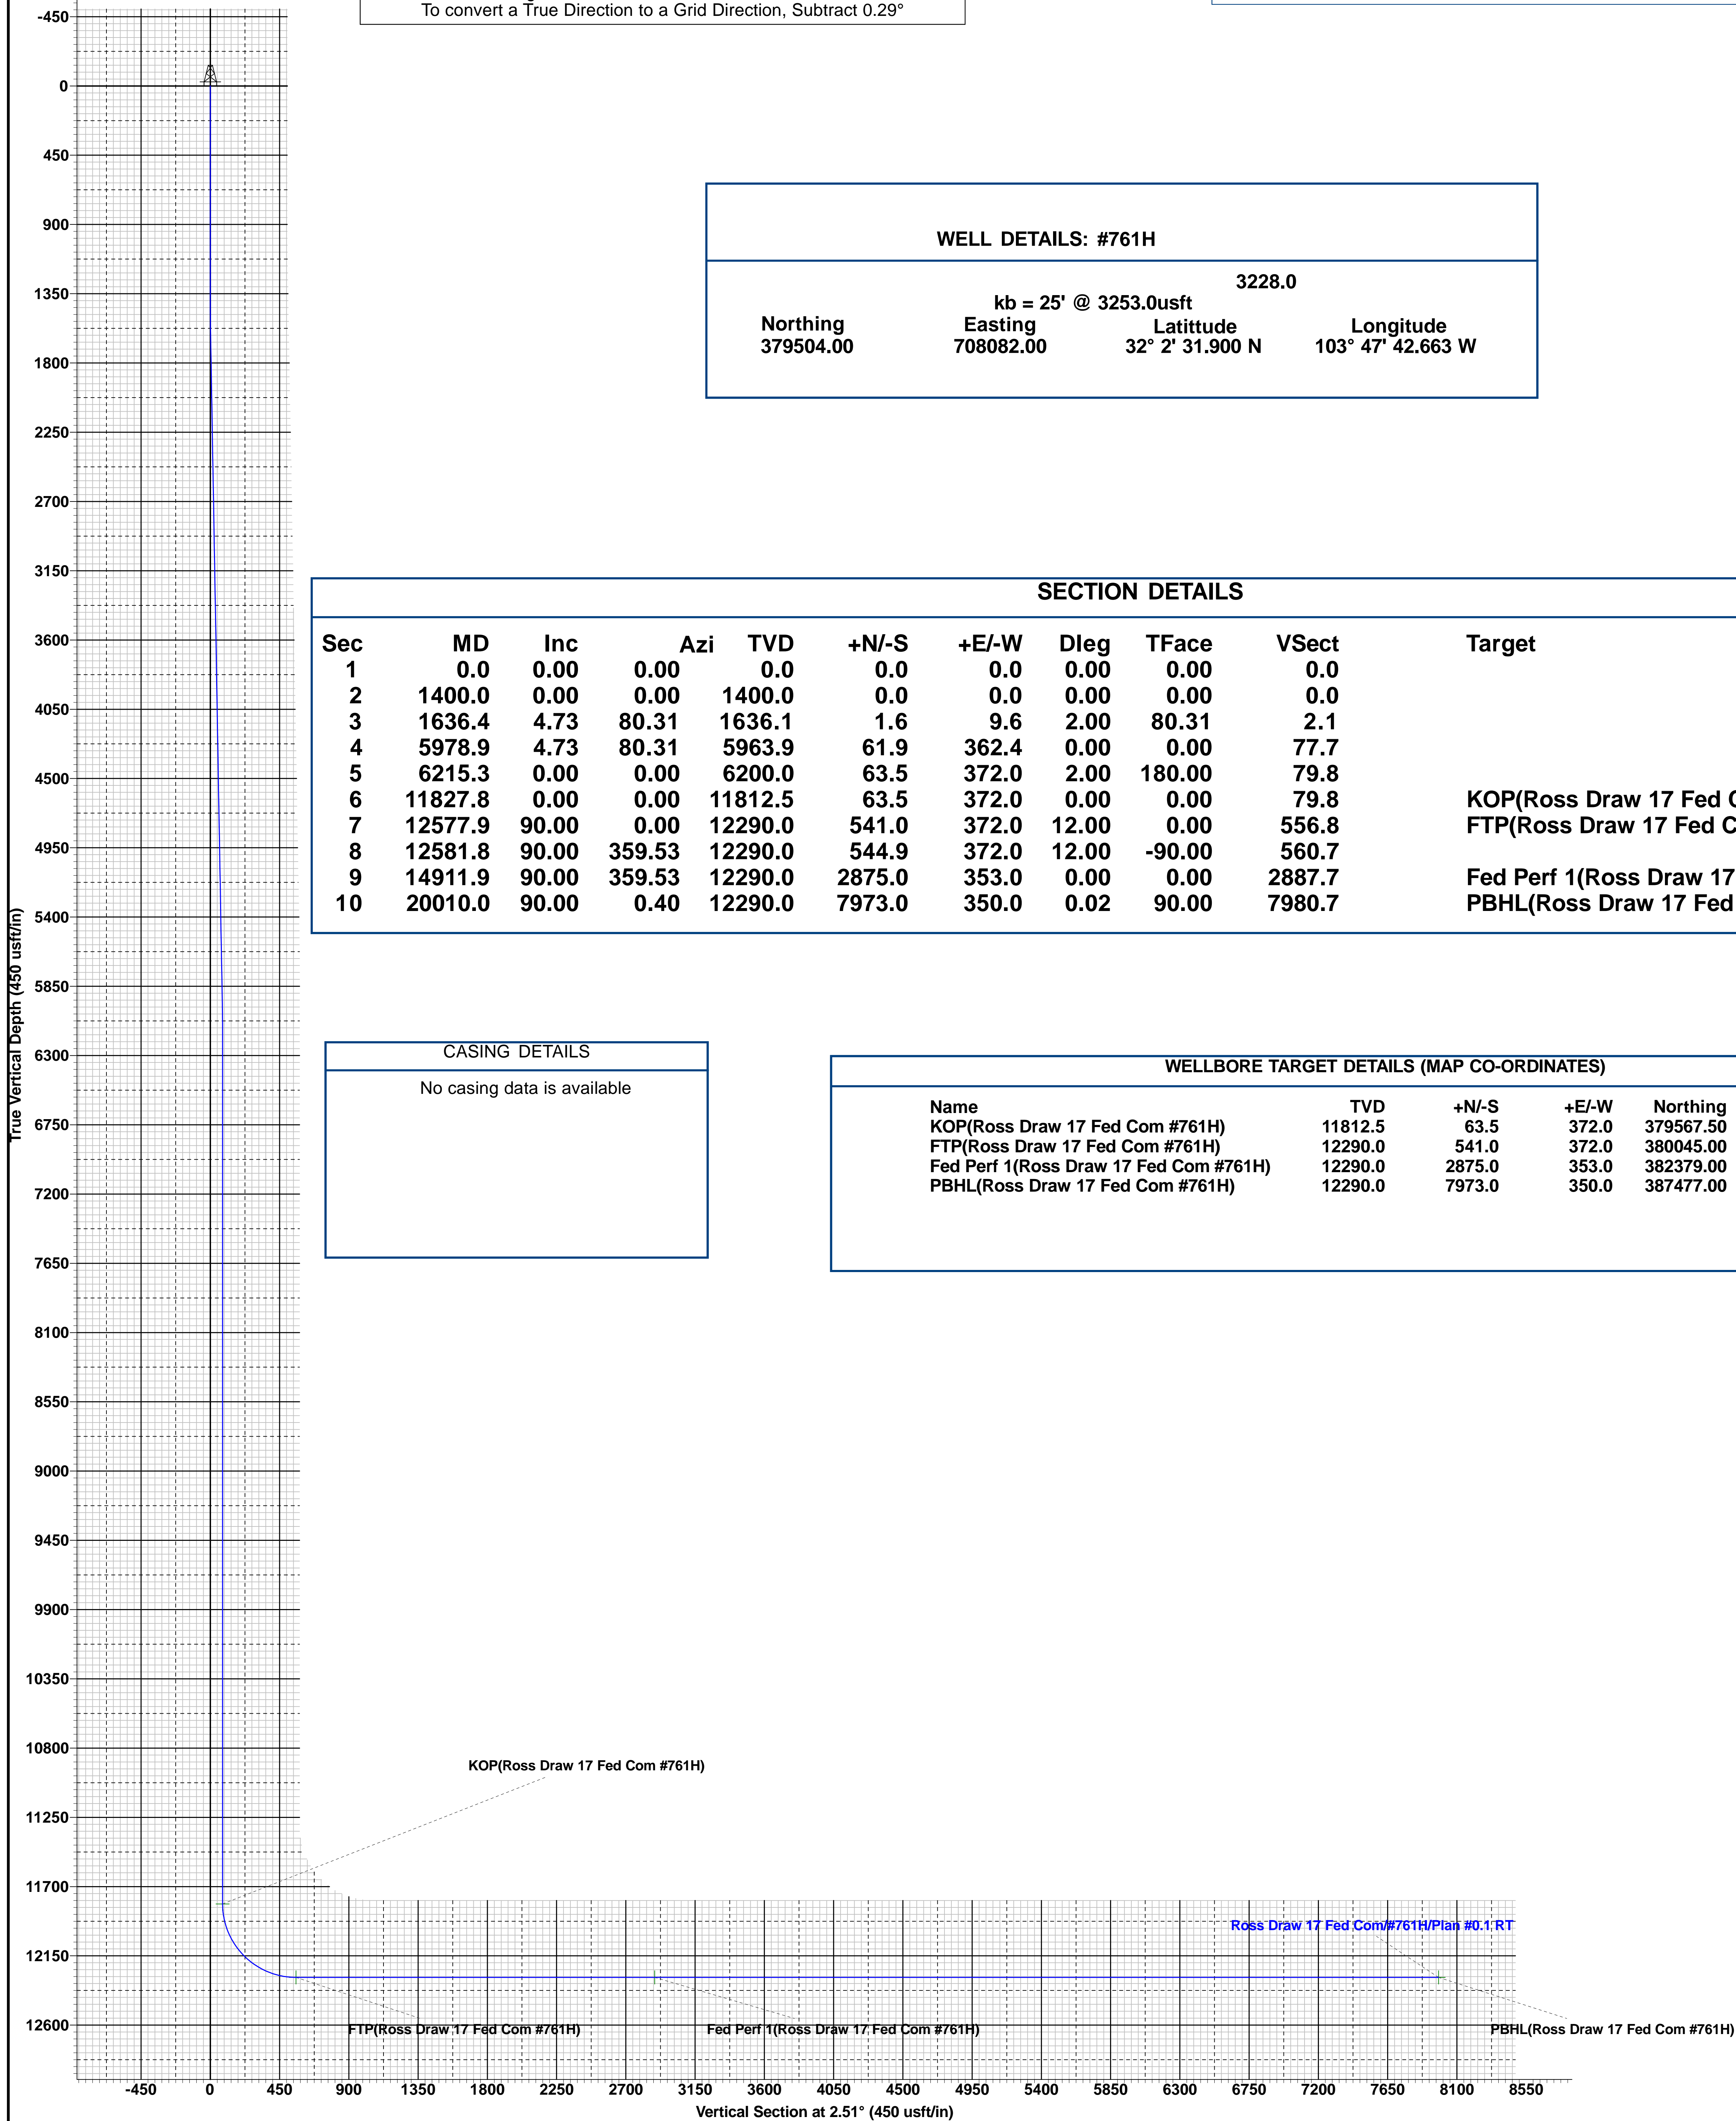 To convert a True Direction to a Grid Direction, Subtract 0.29°
WELL DETAILS: #761H
3228.0
kb = 25' @ 3253.0usft
Northing Easting Latittude Longitude
379504.00 708082.00 32° 2' 31.900 N 103° 47' 42.663 W
SECTION DETAILS
Sec MD Inc Azi TVD +N/-S +E/-W Dleg TFace VSect Target
1 0.0 0.00 0.00 0.0 0.0 0.0 0.00 0.00 0.0
2 1400.0 0.00 0.00 1400.0 0.0 0.0 0.00 0.00 0.0
3 1636.4 4.73 80.31 1636.1 1.6 9.6 2.00 80.31 2.1
4 5978.9 4.73 80.31 5963.9 61.9 362.4 0.00 0.00 77.7
5 6215.3 0.00 0.00 6200.0 63.5 372.0 2.00 180.00 79.8
6 11827.8 0.00 0.00 11812.5 63.5 372.0 0.00 0.00 79.8 KOP(Ross Draw 17 Fed
7 12577.9 90.00 0.00 12290.0 541.0 372.0 12.00 0.00 556.8 FTP(Ross Draw 17 Fed
8 12581.8 90.00 359.53 12290.0 544.9 372.0 12.00 -90.00 560.7
9 14911.9 90.00 359.53 12290.0 2875.0 353.0 0.00 0.00 2887.7 Fed Perf 1(Ross Draw 17
10 20010.0 90.00 0.40 12290.0 7973.0 350.0 0.02 90.00 7980.7 PBHL(Ross Draw 17 Fed
CASING DETAILS
No casing data is available
WELLBORE TARGET DETAILS (MAP CO-ORDINATES)
Name TVD +N/-S +E/-W Northing
KOP(Ross Draw 17 Fed Com #761H) 11812.5 63.5 372.0 379567.50
FTP(Ross Draw 17 Fed Com #761H) 12290.0 541.0 372.0 380045.00
Fed Perf 1(Ross Draw 17 Fed Com #761H) 12290.0 2875.0 353.0 382379.00
PBHL(Ross Draw 17 Fed Com #761H) 12290.0 7973.0 350.0 387477.00
True Vertical Depth (450 usft/in)
-450
0
450
900
1350
1800
2250
2700
3150
3600
4050
4500
4950
5400
5850
6300
6750
7200
7650
8100
8550
9000
9450
9900
10350
10800
11250
11700
12150
12600
KOP(Ross Draw 17 Fed Com #761H)
Ross Draw 17 Fed Com/#761H/Plan #0.1 RT
FTP(Ross Draw 17 Fed Com #761H)
Fed Perf 1(Ross Draw 17 Fed Com #761H)
PBHL(Ross Draw 17 Fed Com #761H)
-450 0 450 900 1350 1800 2250 2700 3150 3600 4050 4500 4950 5400 5850 6300 6750 7200 7650 8100 8550
Vertical Section at 2.51° (450 usft/in)